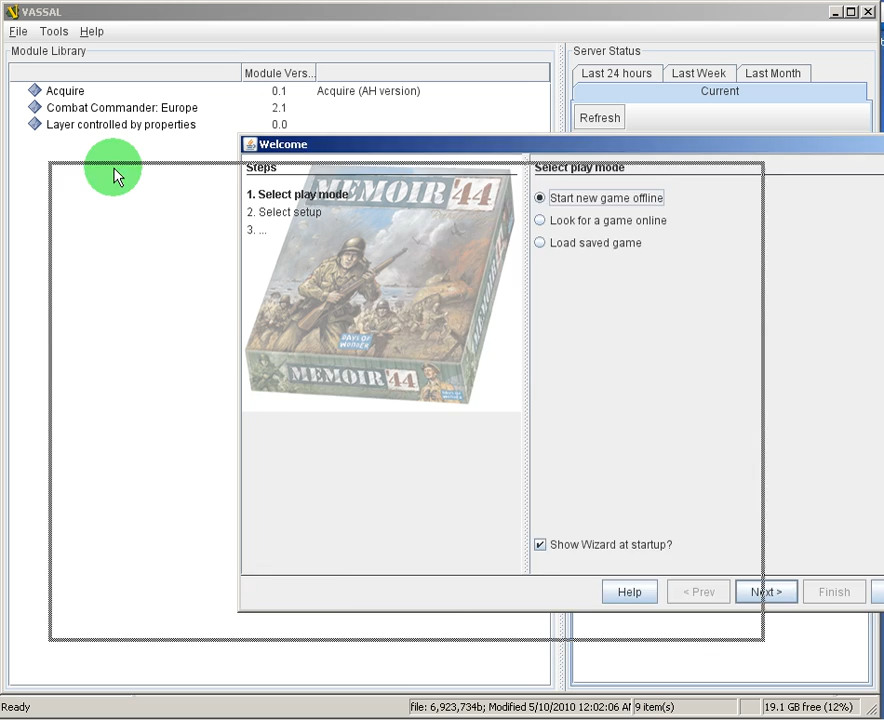 VASSAL
File Tools Help
Module Library
Server Status
Module Vers...
Last 24 hours Last Week Last Month
Current
Acquire 0.1 Acquire (AH version)
Combat Commander: Europe 2.1
Layer controlled by properties 0.0
Refresh
Welcome
Steps
Select play mode
1. Select play mode
2. Select setup
3. ...
MEMOIR '44
DAYS OF WONDER
MEMOIR '44
Start new game offline
Look for a game online
Load saved game
Show Wizard at startup?
Help < Prev Next > Finish
Ready
file: 6,923,734b; Modified 5/10/2010 12:02:06 AM
9 item(s)
19.1 GB free (12%)